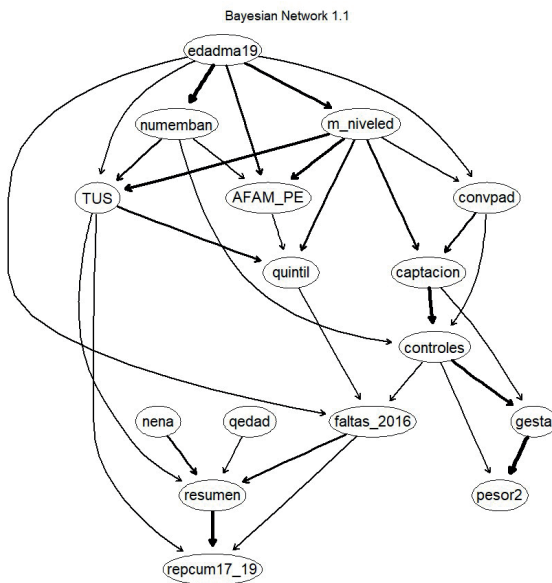 Bayesian Network 1.1
edadma19
numemban
m_niveled
TUS
AFAM_PE
convpad
quintil
captacion
controles
nena
qedad
faltas_2016
gesta
resumen
pesor2
repcum17_19